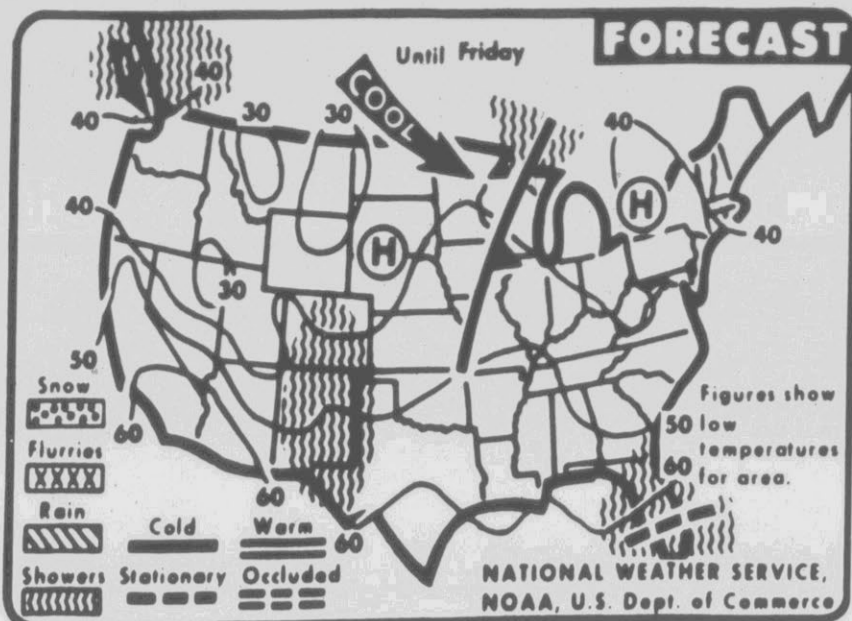 FORECAST
Until Friday
COOL
40
40
30
30
40
40
H
H
40
30
50
60
60
60
50
60
Figures show
low
temperatures
for area.
Snow
Flurries
Rain
Showers
Cold
Warm
Stationary
Occluded
NATIONAL WEATHER SERVICE,
NOAA, U.S. Dept. of Commerce